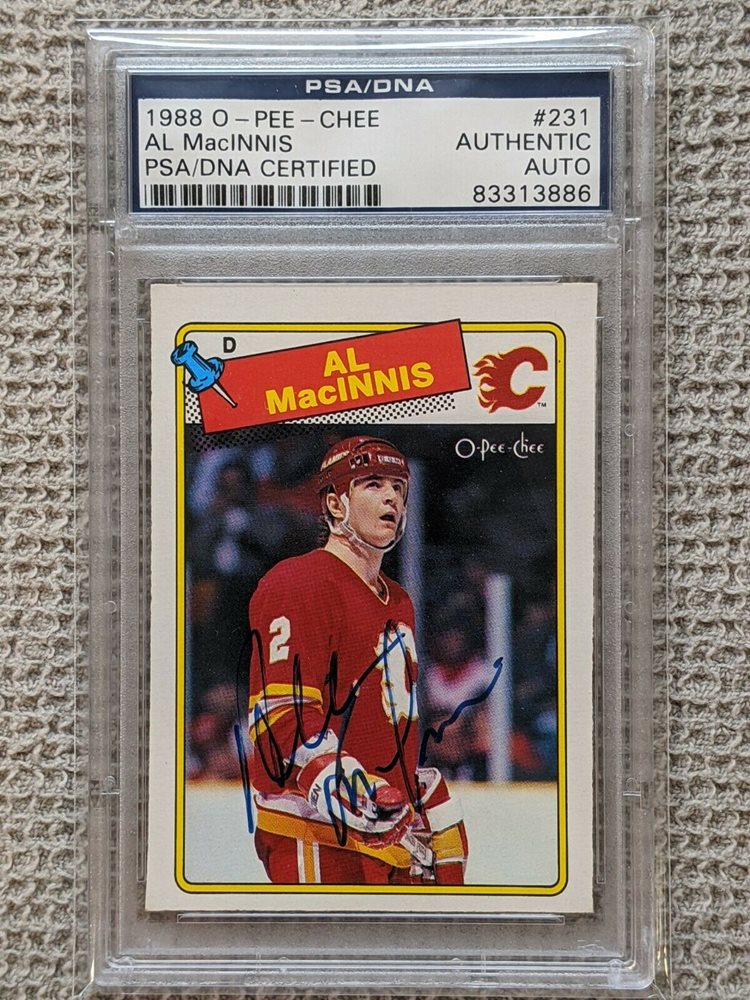 PSA/DNA
1988 O-PEE-CHEE #231
AL MacINNIS AUTHENTIC
PSA/DNA CERTIFIED AUTO
83313886
D
AL
MacINNIS
C
TM
O-Pee-Chee
2